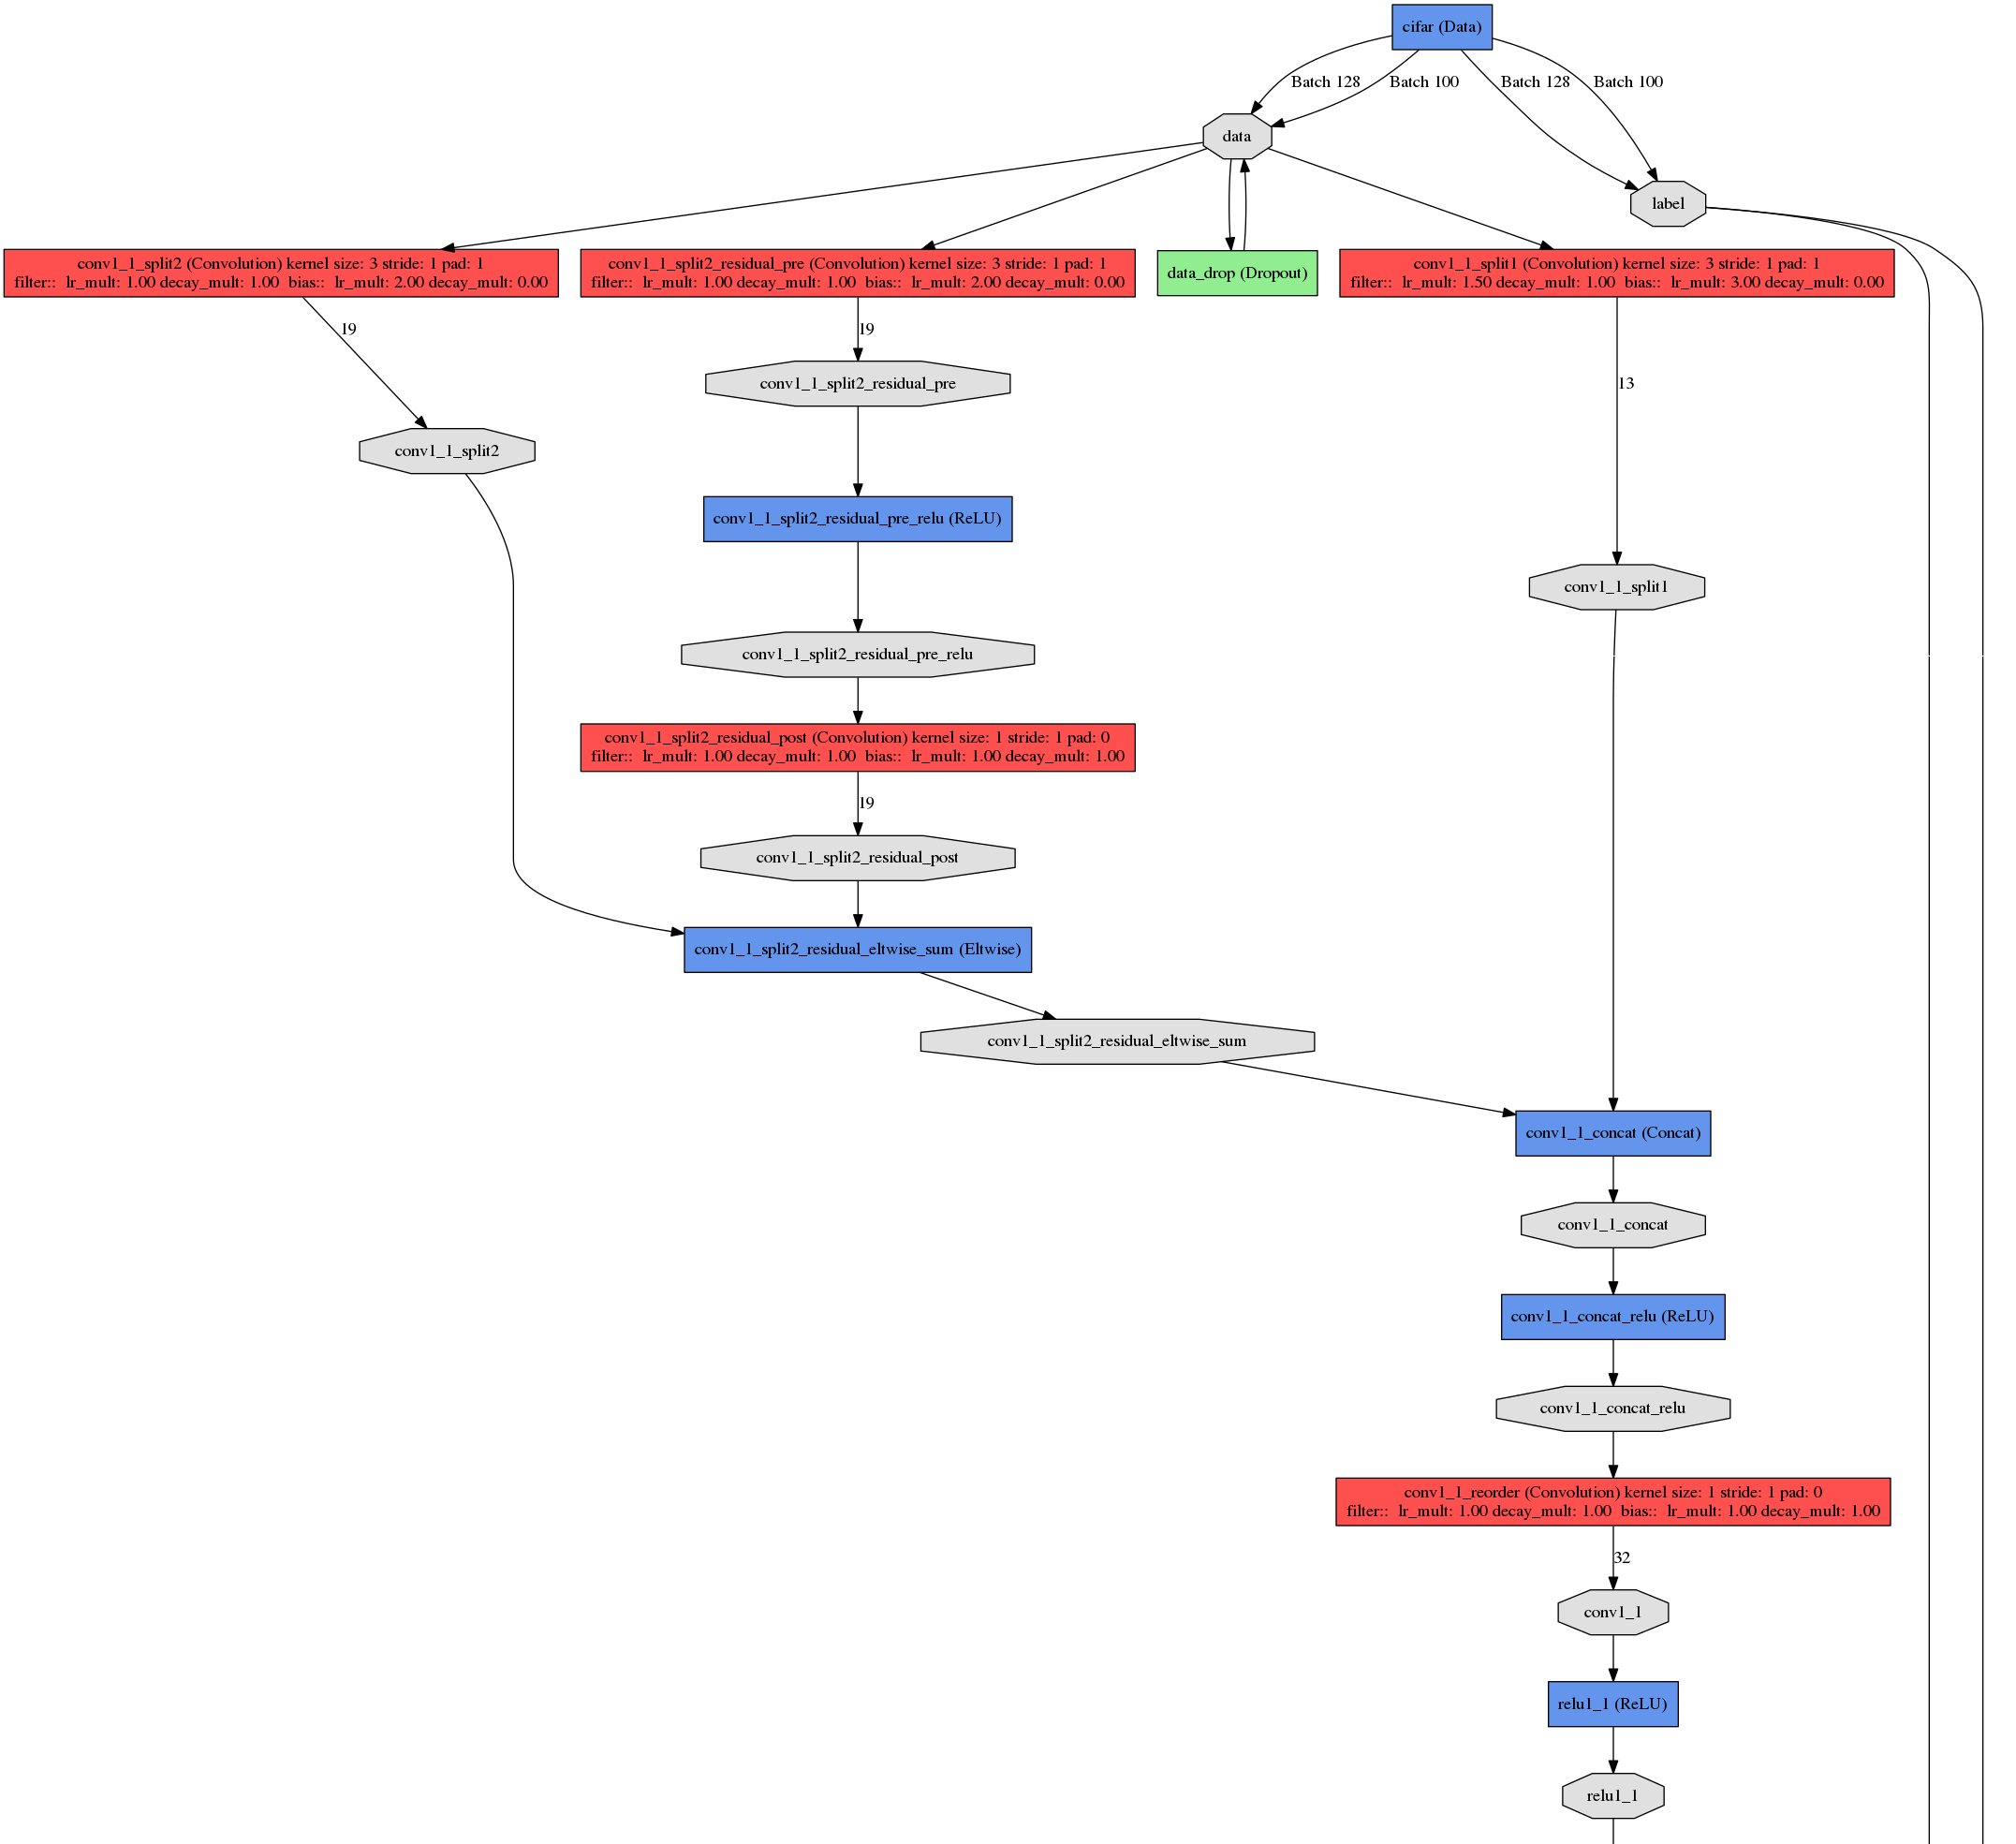 cifar (Data)
Batch 128
Batch 100
Batch 128
Batch 100
data
label
conv1_1_split2 (Convolution) kernel size: 3 stride: 1 pad: 1
filter::  lr_mult: 1.00 decay_mult: 1.00  bias::  lr_mult: 2.00 decay_mult: 0.00
conv1_1_split2_residual_pre (Convolution) kernel size: 3 stride: 1 pad: 1
filter::  lr_mult: 1.00 decay_mult: 1.00  bias::  lr_mult: 2.00 decay_mult: 0.00
data_drop (Dropout)
conv1_1_split1 (Convolution) kernel size: 3 stride: 1 pad: 1
filter::  lr_mult: 1.50 decay_mult: 1.00  bias::  lr_mult: 3.00 decay_mult: 0.00
19
19
conv1_1_split2_residual_pre
13
conv1_1_split2
conv1_1_split2_residual_pre_relu (ReLU)
conv1_1_split1
conv1_1_split2_residual_pre_relu
conv1_1_split2_residual_post (Convolution) kernel size: 1 stride: 1 pad: 0
filter::  lr_mult: 1.00 decay_mult: 1.00  bias::  lr_mult: 1.00 decay_mult: 1.00
19
conv1_1_split2_residual_post
conv1_1_split2_residual_eltwise_sum (Eltwise)
conv1_1_split2_residual_eltwise_sum
conv1_1_concat (Concat)
conv1_1_concat
conv1_1_concat_relu (ReLU)
conv1_1_concat_relu
conv1_1_reorder (Convolution) kernel size: 1 stride: 1 pad: 0
filter::  lr_mult: 1.00 decay_mult: 1.00  bias::  lr_mult: 1.00 decay_mult: 1.00
32
conv1_1
relu1_1 (ReLU)
relu1_1